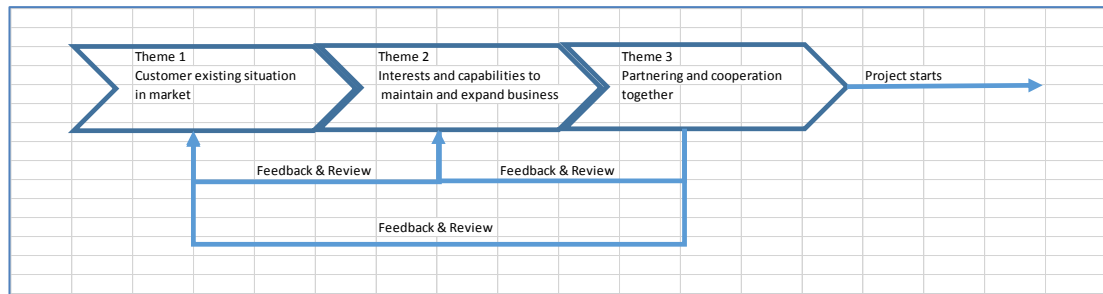 Theme 1
Customer existing situation
in market
Theme 2
Interests and capabilities to
maintain and expand business
Theme 3
Partnering and cooperation
together
Project starts
Feedback & Review
Feedback & Review
Feedback & Review